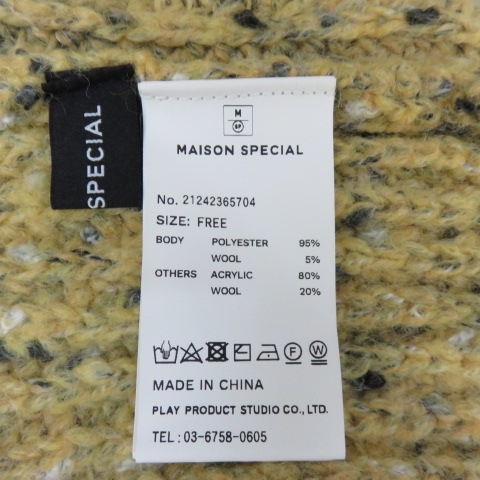 SPECIAL
M
SP
MAISON SPECIAL
No. 21242365704
SIZE: FREE
BODY POLYESTER 95%
WOOL 5%
OTHERS ACRYLIC 80%
WOOL 20%
F W
MADE IN CHINA
PLAY PRODUCT STUDIO CO., LTD.
TEL : 03-6758-0605